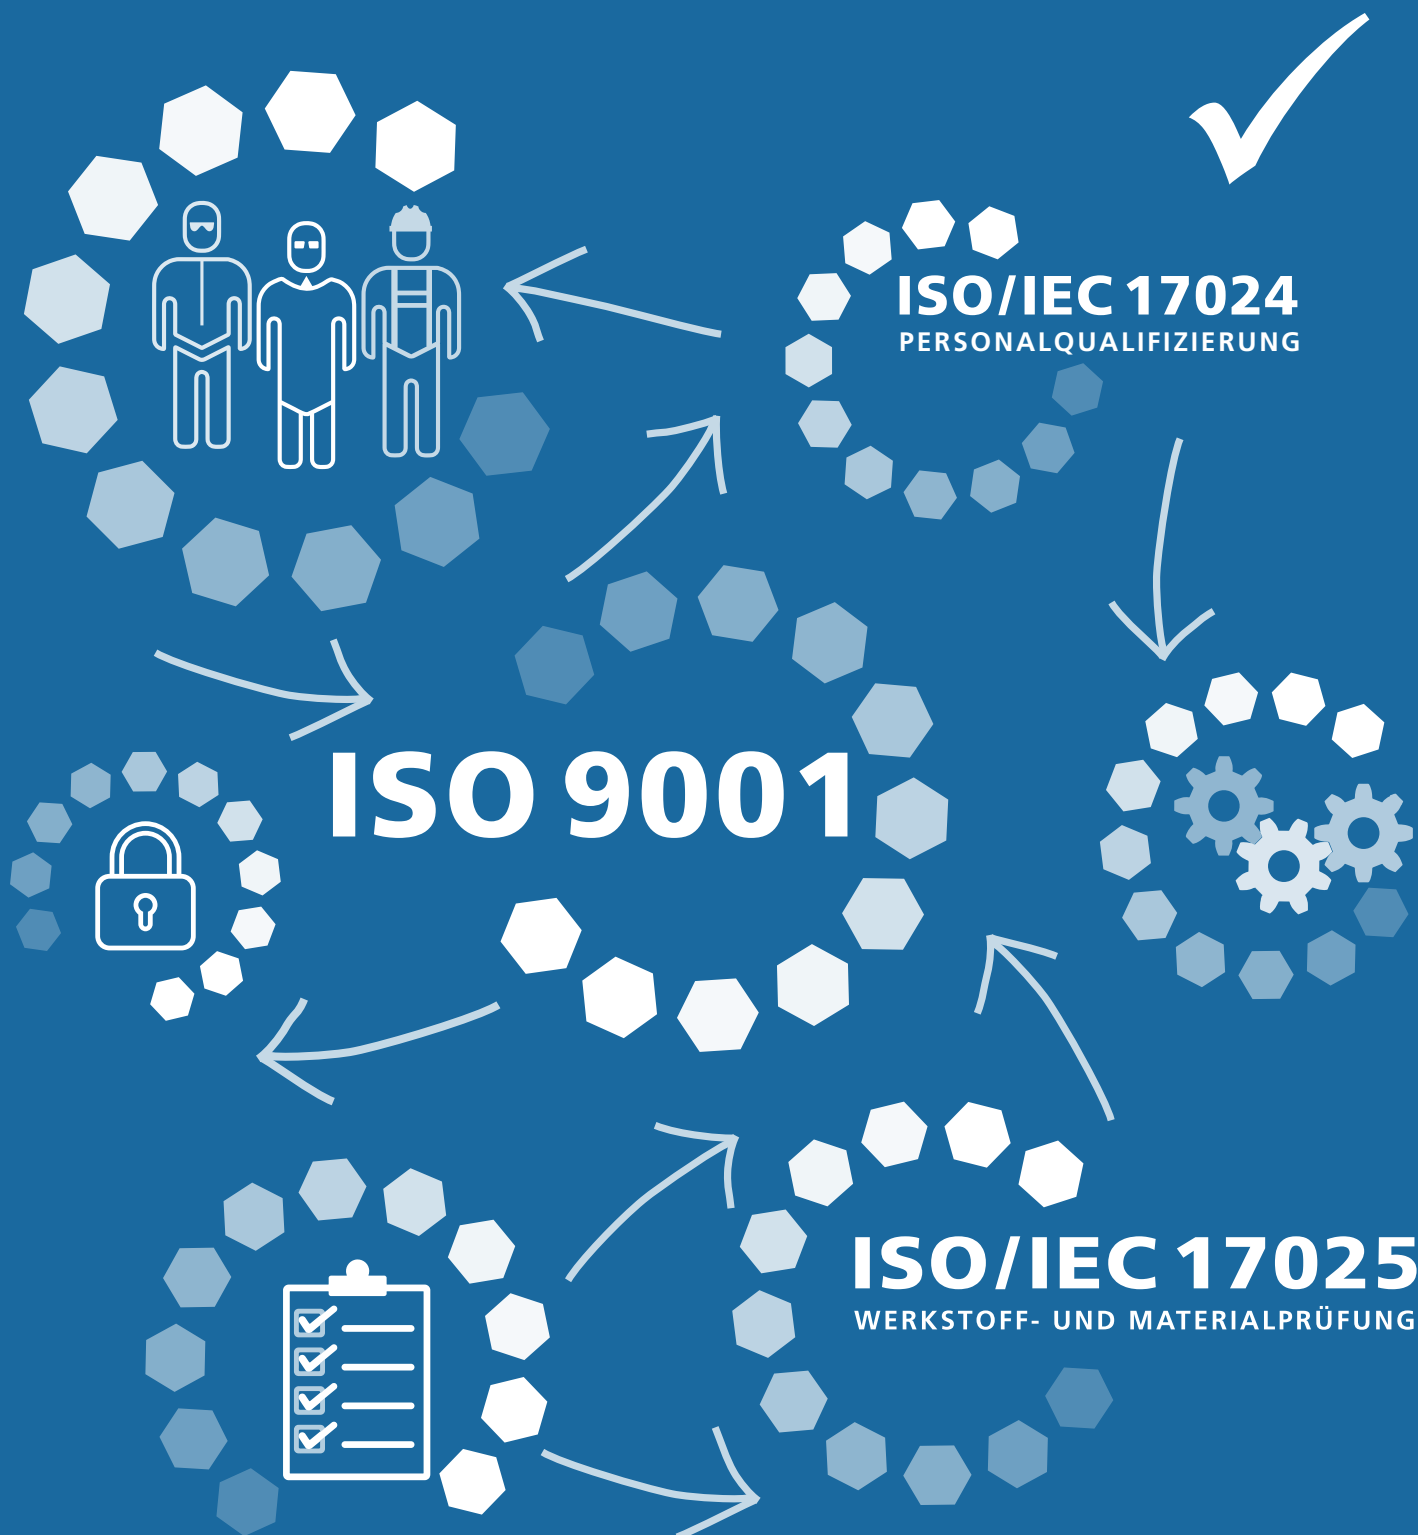 ISO/IEC 17024
PERSONALQUALIFIZIERUNG
ISO 9001
ISO/IEC 17025
WERKSTOFF- UND MATERIALPRÜFUNG